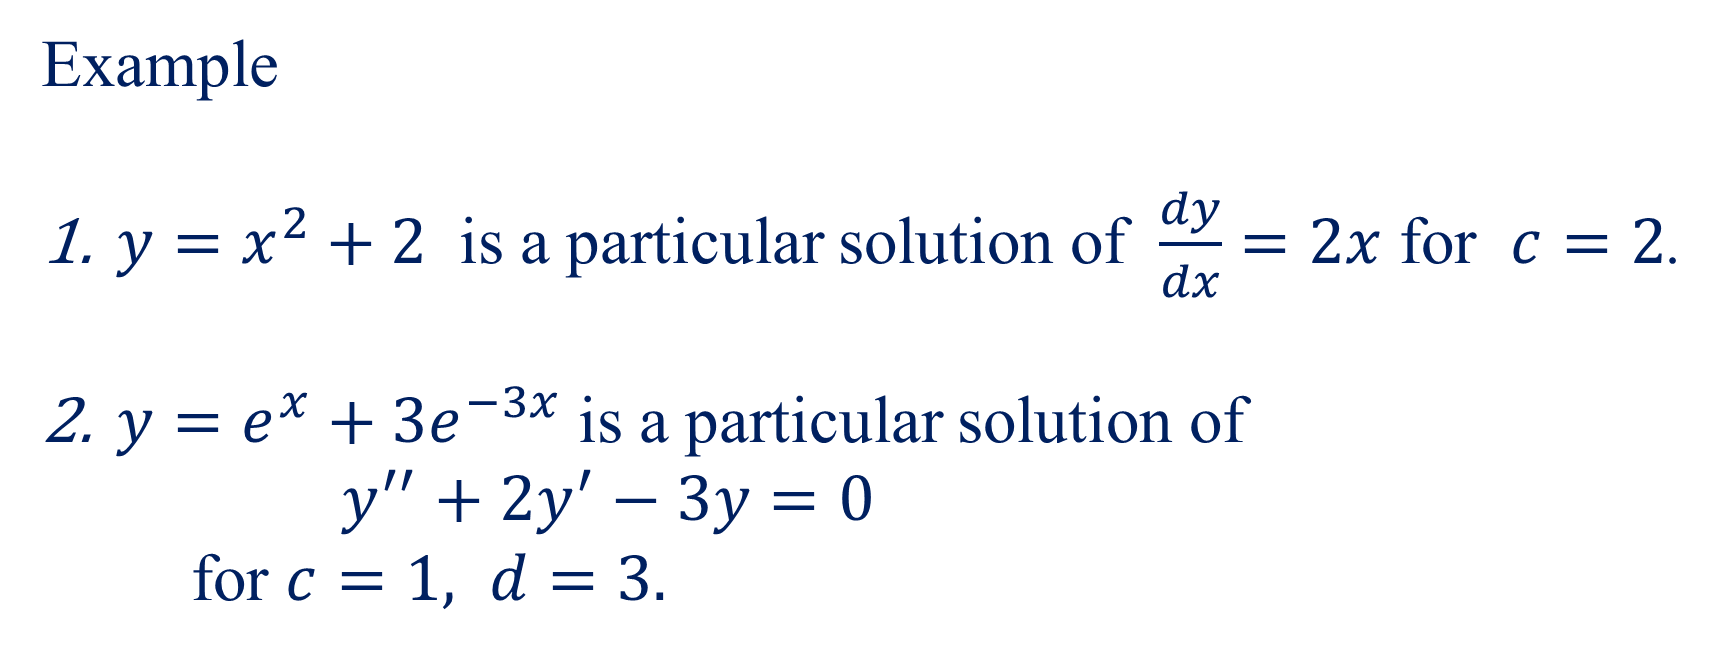 Example
1. y = x² + 2 is a particular solution of dy/dx = 2x for c = 2.
2. y = eˣ + 3e⁻³ˣ is a particular solution of
y′′ + 2y′ − 3y = 0
for c = 1, d = 3.